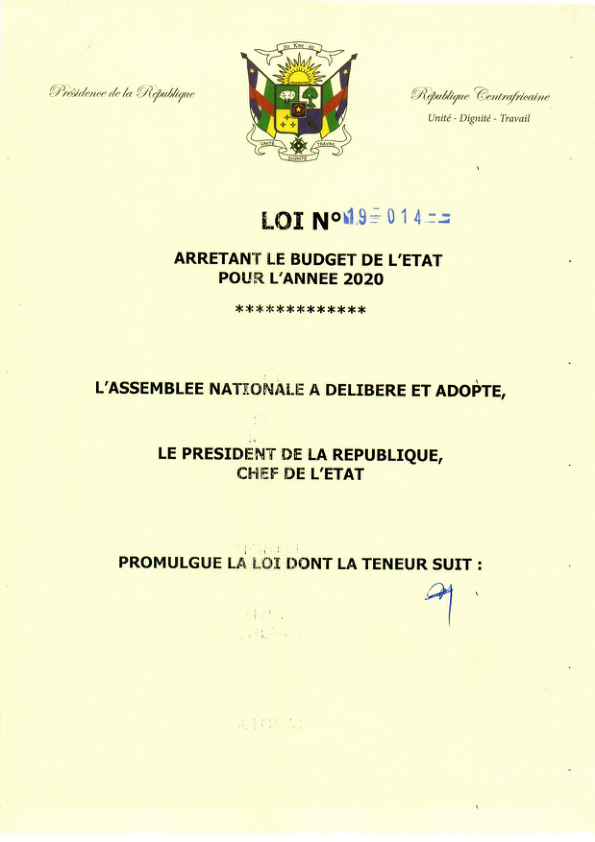 Présidence de la République
République Centrafricaine
Unité - Dignité - Travail
UNITÉ
TRAVAIL
DIGNITÉ
LOI N° 19 = 014 ==
ARRETANT LE BUDGET DE L'ETAT
POUR L'ANNEE 2020
*************
L'ASSEMBLEE NATIONALE A DELIBERE ET ADOPTE,
LE PRESIDENT DE LA REPUBLIQUE,
CHEF DE L'ETAT
PROMULGUE LA LOI DONT LA TENEUR SUIT :